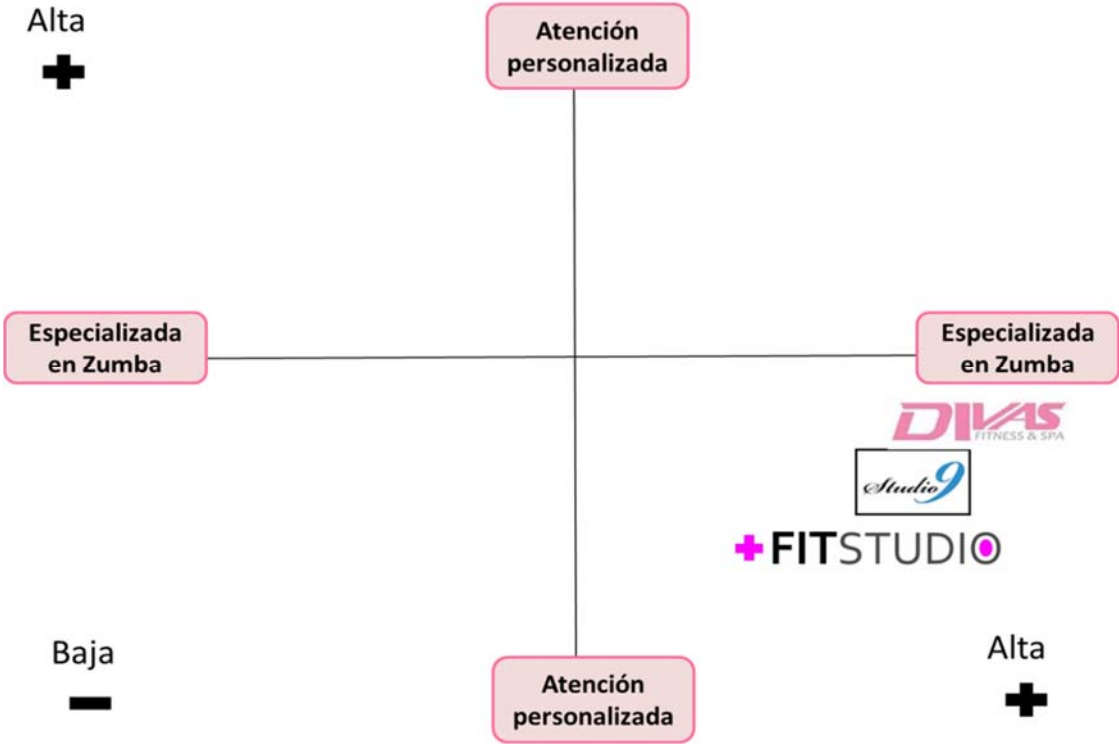 Alta
Atención
personalizada
Especializada
en Zumba
Especializada
en Zumba
DIVAS
FITNESS & SPA
Studio 9
+FITSTUDIO
Baja
Alta
Atención
personalizada